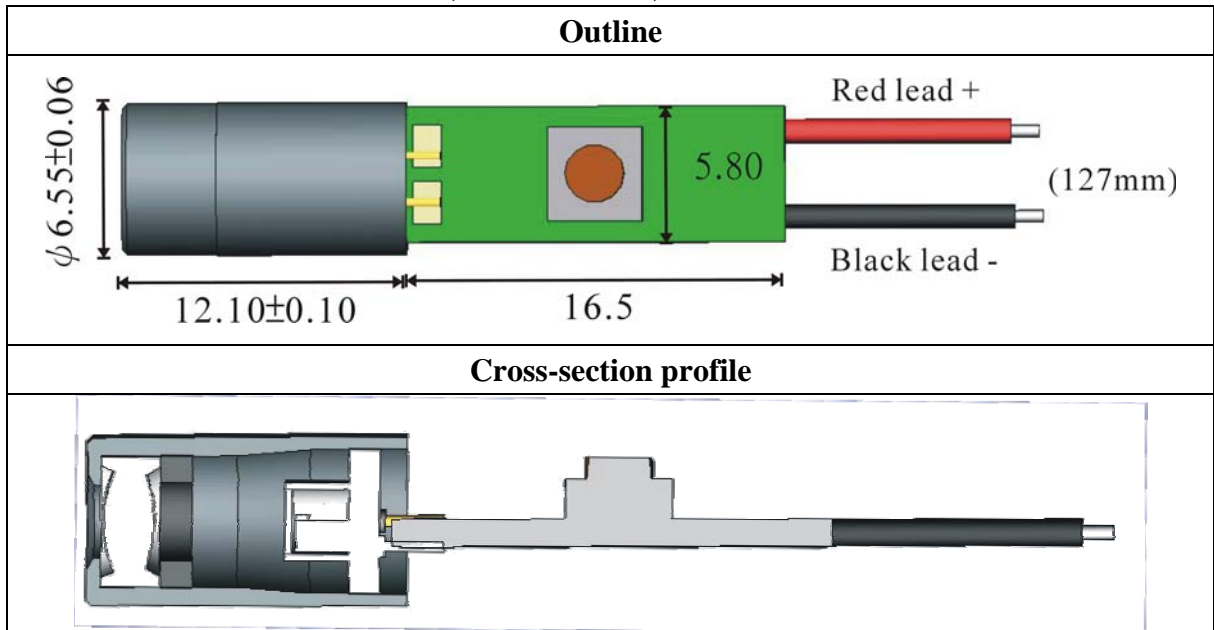 Outline
Red lead +
ϕ6.55±0.06
5.80
(127mm)
Black lead -
12.10±0.10
16.5
Cross-section profile